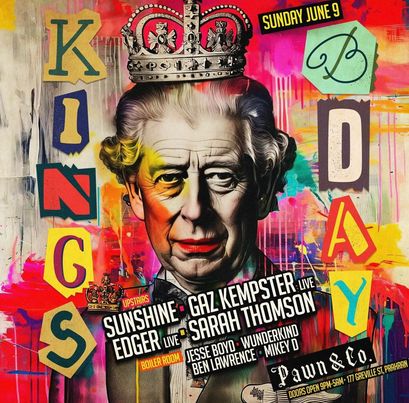 SUNDAY JUNE 9
KINGS
B DAY
UPSTAIRS
SUNSHINE • GAZ KEMPSTER LIVE
EDGER LIVE • SARAH THOMSON
BOILER ROOM
JESSE BOYD • WUNDERKIND
BEN LAWRENCE • MIKEY D
Pawn & Co.
DOORS OPEN 9PM-5AM - 177 GREVILLE ST, PRAHRAN